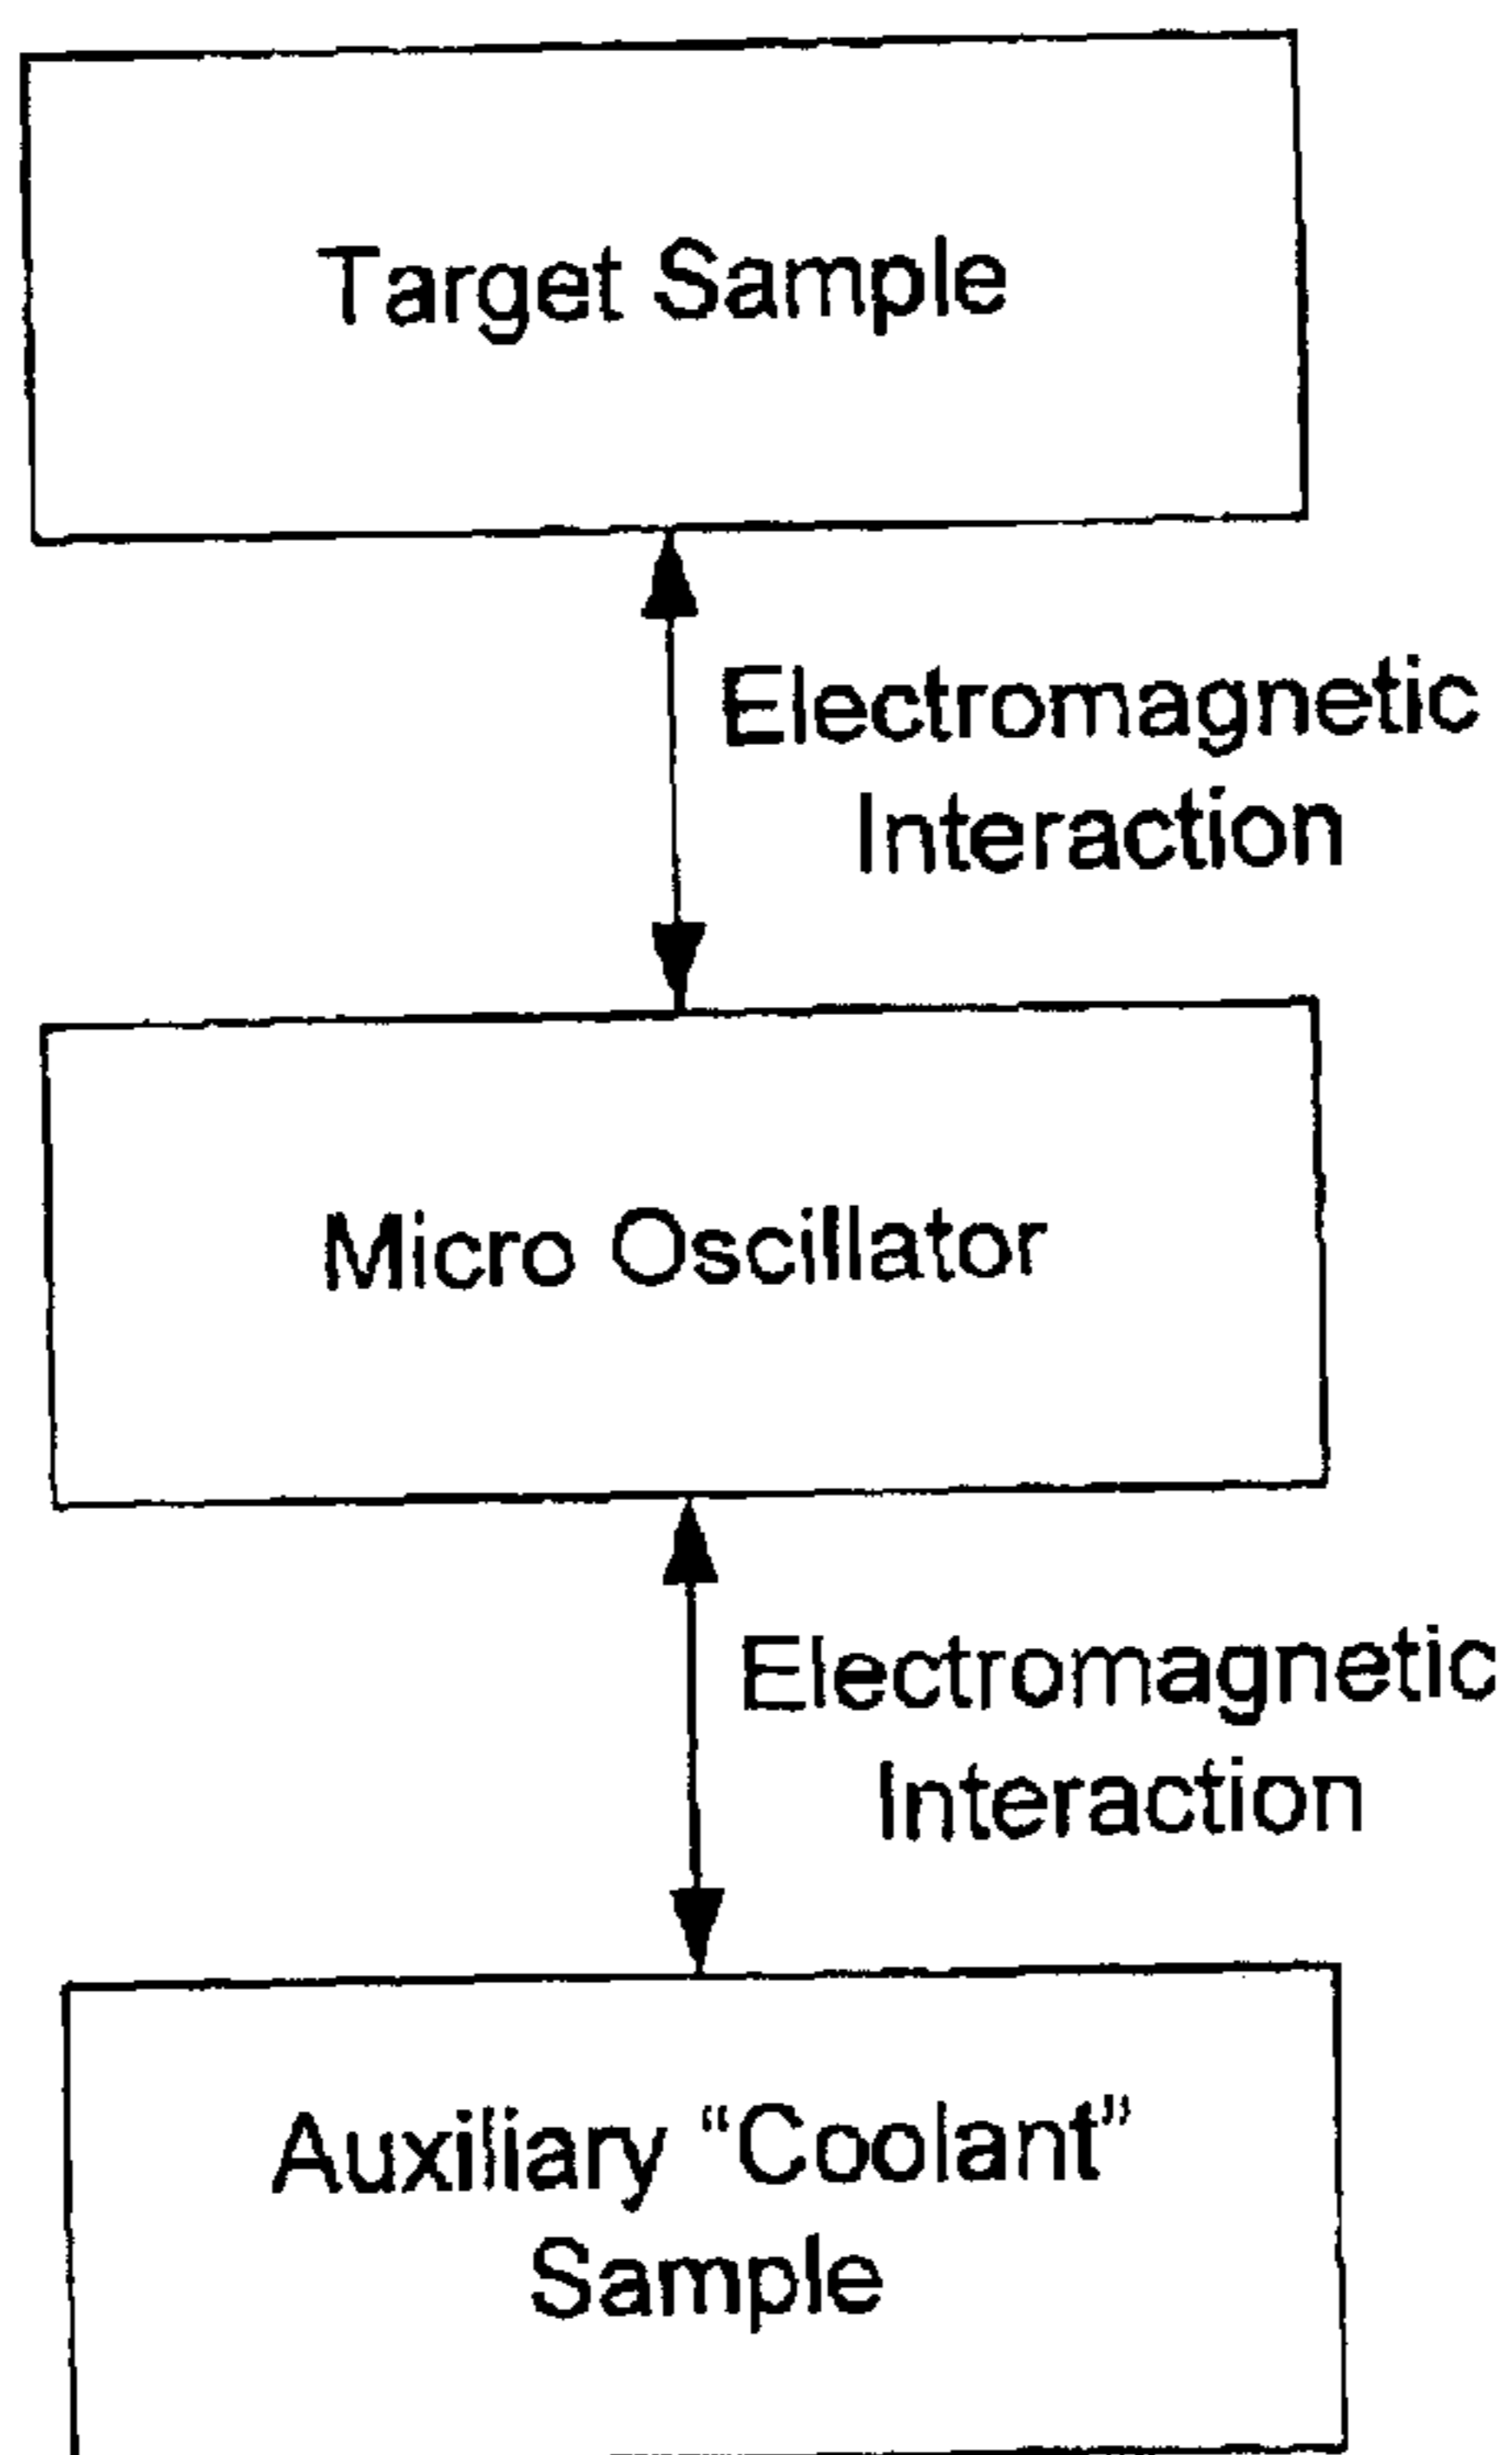 Target Sample
Electromagnetic
Interaction
Micro Oscillator
Electromagnetic
Interaction
Auxiliary “Coolant”
Sample